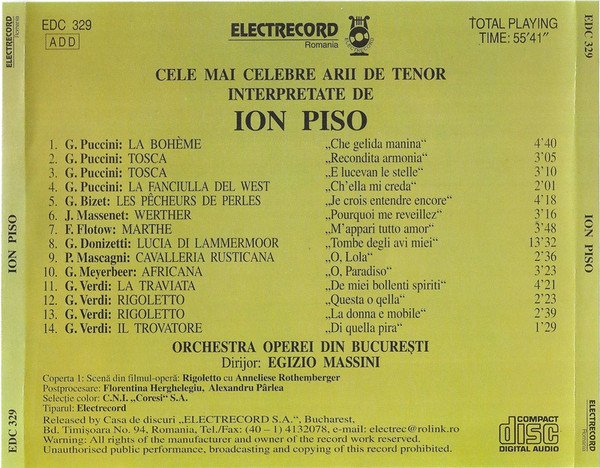 EDC 329
ADD
ELECTRECORD
Romania
TOTAL PLAYING
TIME: 55'41"
CELE MAI CELEBRE ARII DE TENOR
INTERPRETATE DE
ION PISO
1. G. Puccini: LA BOHÈME „Che gelida manina“ 4'40
2. G. Puccini: TOSCA „Recondita armonia“ 3'05
3. G. Puccini: TOSCA „E lucevan le stelle“ 3'10
4. G. Puccini: LA FANCIULLA DEL WEST „Ch'ella mi creda“ 2'01
5. G. Bizet: LES PÊCHEURS DE PERLES „Je crois entendre encore“ 4'18
6. J. Massenet: WERTHER „Pourquoi me reveillez“ 3'16
7. F. Flotow: MARTHE „M'appari tutto amor“ 3'48
8. G. Donizetti: LUCIA DI LAMMERMOOR „Tombe degli avi miei“ 13'32
9. P. Mascagni: CAVALLERIA RUSTICANA „O, Lola“ 2'36
10. G. Meyerbeer: AFRICANA „O, Paradiso“ 3'23
11. G. Verdi: LA TRAVIATA „De miei bollenti spiriti“ 4'21
12. G. Verdi: RIGOLETTO „Questa o qella“ 2'23
13. G. Verdi: RIGOLETTO „La donna e mobile“ 2'39
14. G. Verdi: IL TROVATORE „Di quella pira“ 1'29
ORCHESTRA OPEREI DIN BUCUREŞTI
Dirijor: EGIZIO MASSINI
Coperta 1: Scenă din filmul-operă: Rigoletto cu Anneliese Rothemberger
Postprocesare: Florentina Herghelegiu, Alexandru Pârlea
Selecţie color: C.N.I. „Coresi“ S.A.
Tiparul: Electrecord
Released by Casa de discuri „ELECTRECORD S.A.“, Bucharest,
Bd. Timişoara No. 94, Romania, Tel./Fax: (40 – 1) 4132078, e-mail: electrec@rolink.ro
Warning: All rights of the manufacturer and owner of the record work reserved.
Unauthorised public performance, broadcasting and copying of this record prohibited.
COMPACT
disc
DIGITAL AUDIO
ELECTRECORD
Romania
ION PISO
EDC 329
EDC 329
ION PISO
ELECTRECORD
Romania